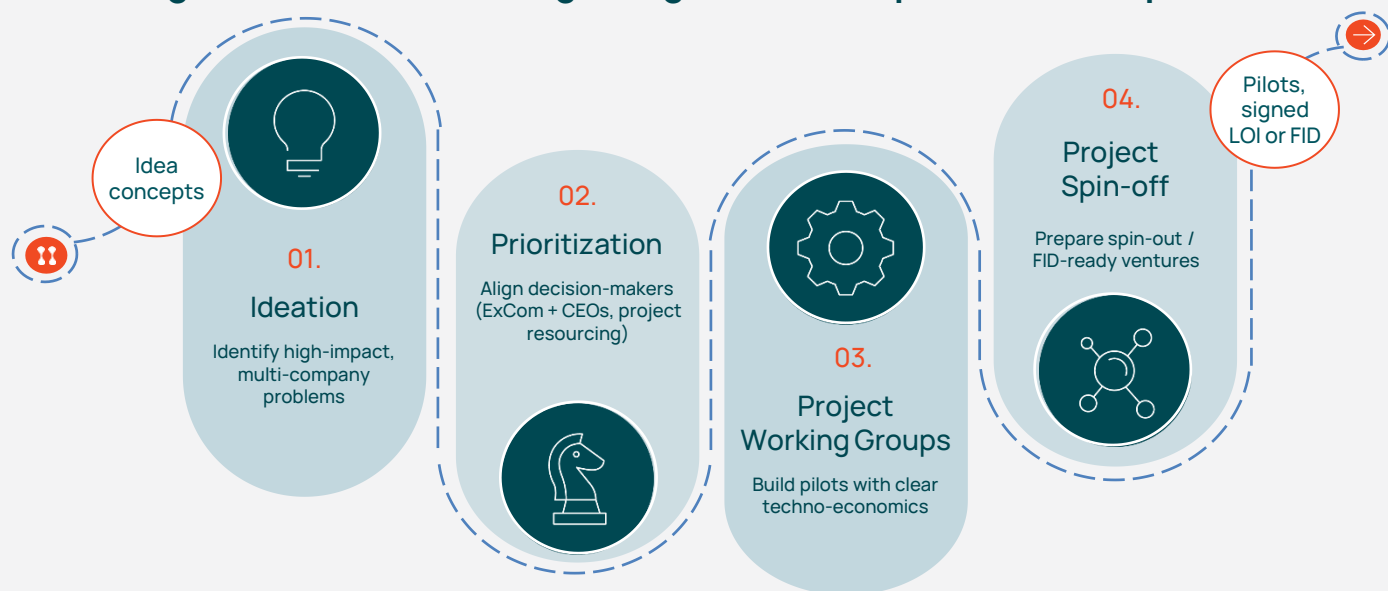 Idea
concepts
01.
Ideation
Identify high-impact,
multi-company
problems
02.
Prioritization
Align decision-makers
(ExCom + CEOs, project
resourcing)
03.
Project
Working Groups
Build pilots with clear
techno-economics
04.
Project
Spin-off
Prepare spin-out /
FID-ready ventures
Pilots,
signed
LOI or FID